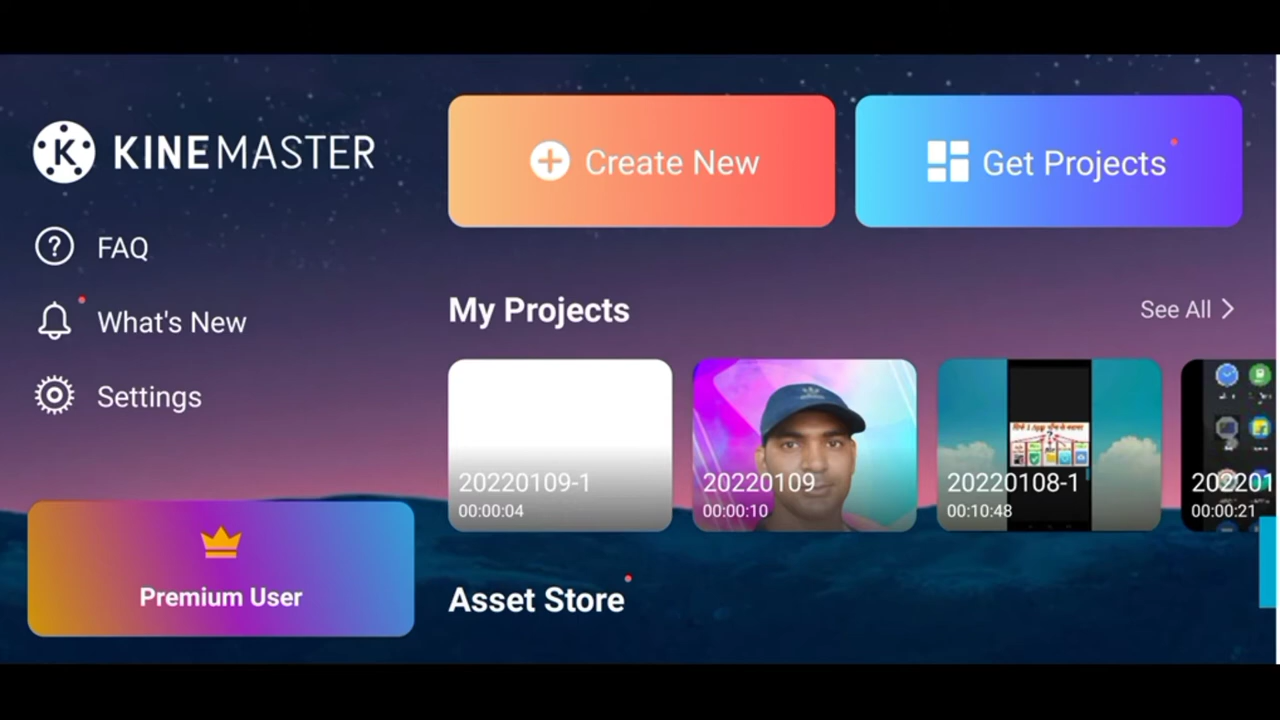 KINEMASTER
FAQ
What's New
Settings
Premium User
Create New
Get Projects
My Projects
See All
20220109-1
00:00:04
20220109
00:00:10
20220108-1
00:10:48
202201
00:00:21
Asset Store